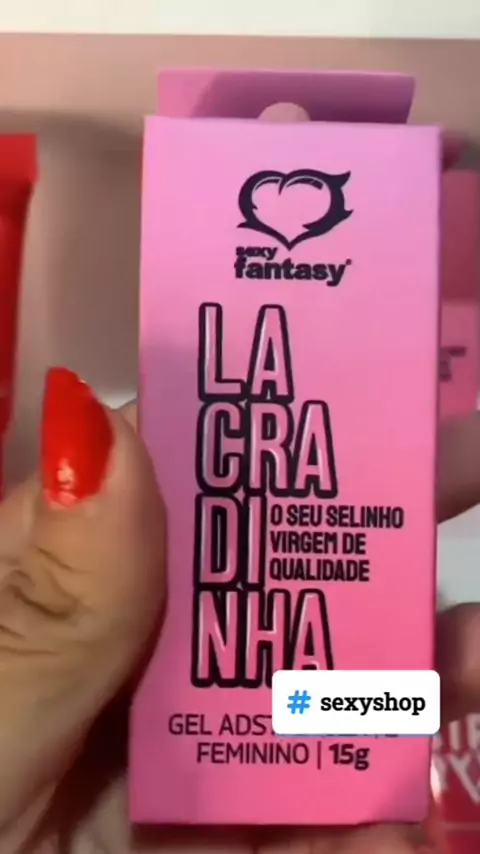 sexy
fantasy®
LA
CRA
DI
NHA
O SEU SELINHO
VIRGEM DE
QUALIDADE
# sexyshop
GEL
FEMININO | 15g